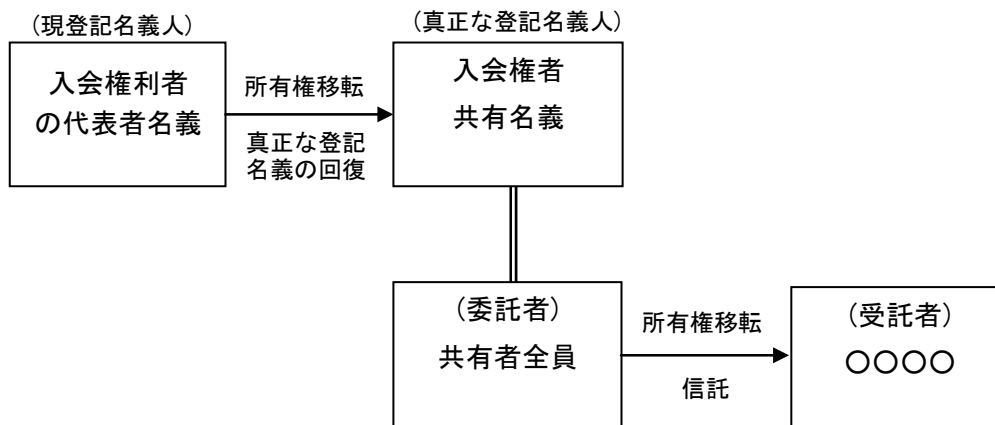 （現登記名義人）
入会権利者
の代表者名義
所有権移転
真正な登記
名義の回復
（真正な登記名義人）
入会権者
共有名義
（委託者）
共有者全員
所有権移転
信託
（受託者）
〇〇〇〇